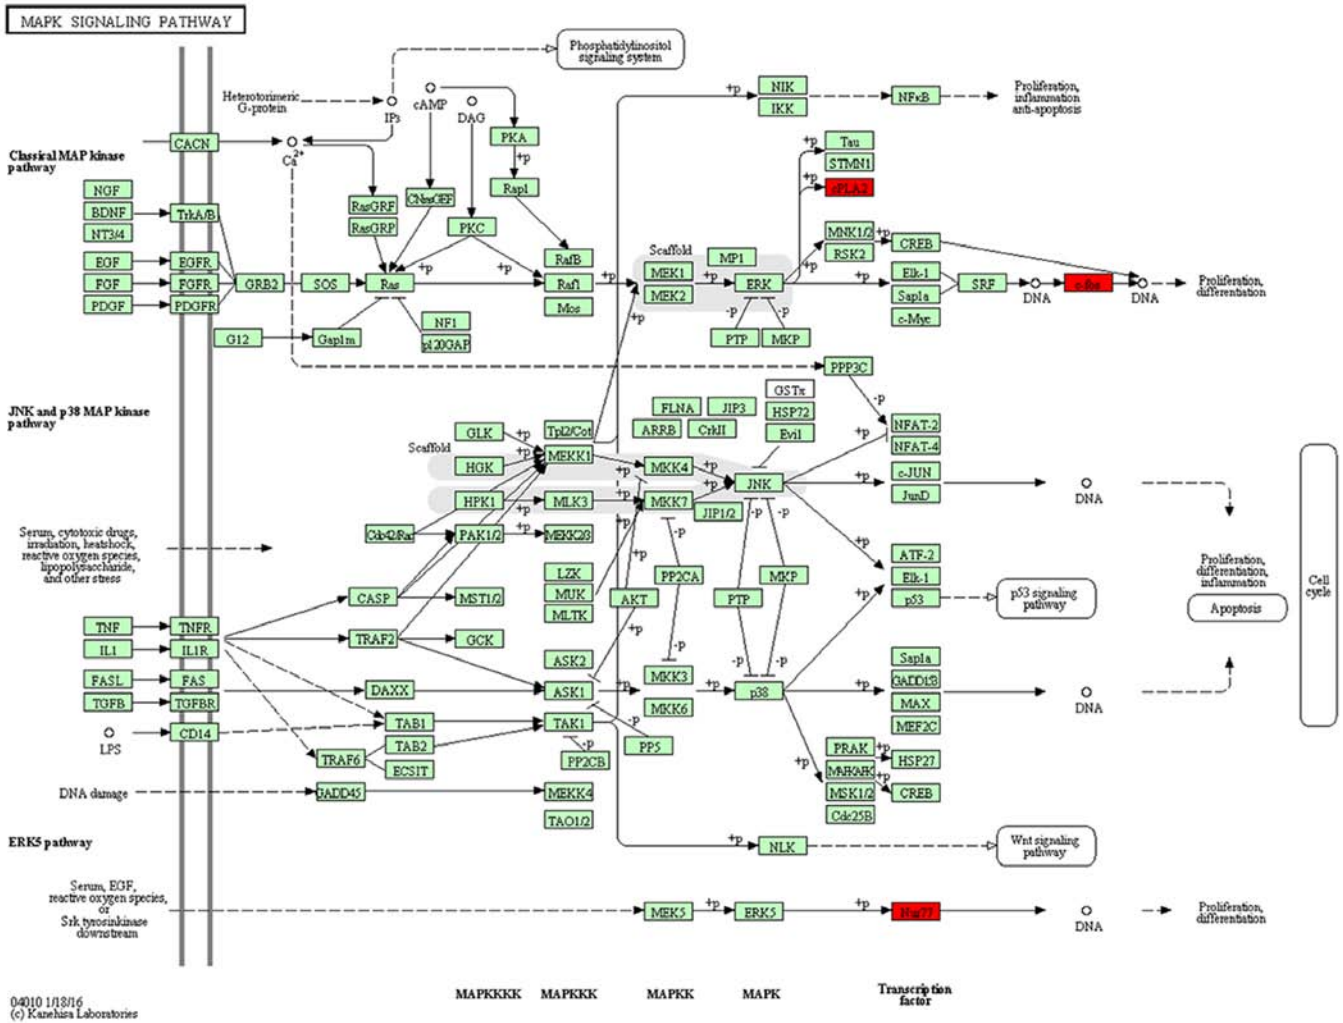 MAPK SIGNALING PATHWAY
Phosphatidylinositol
signaling system
Heterotorimeric
G-protein
IP3
cAMP
DAG
Ca2+
CACN
PKA
+p
Rap1
NIK
IKK
+p
NFκB
Proliferation,
inflammation
anti-apoptosis
Classical MAP kinase
pathway
NGF
BDNF
NT3/4
TrkA/B
RasGRF
RasGRP
CNrasGEF
PKC
Tau
STMN1
cPLA2
+p
+p
EGF
FGF
PDGF
EGFR
FGFR
PDGFR
GRB2
SOS
Ras
+p
+p
RafB
Raf1
Mos
+p
Scaffold
MEK1
MEK2
+p
MP1
ERK
+p
+p
MNK1/2
RSK2
+p
CREB
Elk-1
Sap1a
c-Myc
SRF
DNA
c-fos
DNA
Proliferation,
differentiation
G12
Gap1m
NF1
p120GAP
+p
-p
-p
PTP
MKP
PPP3C
-p
JNK and p38 MAP kinase
pathway
Scaffold
GLK
HGK
HPK1
+p
+p
+p
+p
Tpl2/Cot
MEKK1
MLK3
MEKK2/3
+p
+p
FLNA
JIP3
ARRB
CrkII
GSTπ
HSP72
Evi1
MKK4
MKK7
+p
+p
JIP1/2
JNK
+p
+p
+p
NFAT-2
NFAT-4
c-JUN
JunD
DNA
Cdc42/Rac
PAK1/2
Serum, cytotoxic drugs,
irradiation, heatshock,
reactive oxygen species,
lipopolysaccharide,
and other stress
-p
-p
-p
ATF-2
Elk-1
p53
p53 signaling
pathway
Proliferation,
differentiation,
inflammation
Apoptosis
Cell
cycle
LZK
MUK
MLTK
+p
AKT
PP2CA
PTP
MKP
+p
CASP
MST1/2
TRAF2
GCK
TNF
IL1
FASL
TGFB
TNFR
IL1R
FAS
TGFBR
LPS
CD14
DAXX
ASK2
ASK1
+p
+p
-p
MKK3
MKK6
+p
-p
-p
p38
+p
Sap1a
GADD153
MAX
MEF2C
DNA
TAB1
TAB2
ECSIT
TRAF6
TAK1
-p
PP2CB
-p
PP5
+p
PRAK
MAPKAPK
MSK1/2
Cdc25B
+p
+p
HSP27
CREB
DNA damage
GADD45
MEKK4
TAO1/2
ERK5 pathway
+p
NLK
Wnt signaling
pathway
Serum, EGF,
reactive oxygen species,
or
Srk tyrosinkinase
downstream
MEK5
+p
ERK5
+p
Nur77
DNA
Proliferation,
differentiation
MAPKKKK
MAPKKK
MAPKK
MAPK
Transcription
factor
04010 1/18/16
(c) Kanehisa Laboratories